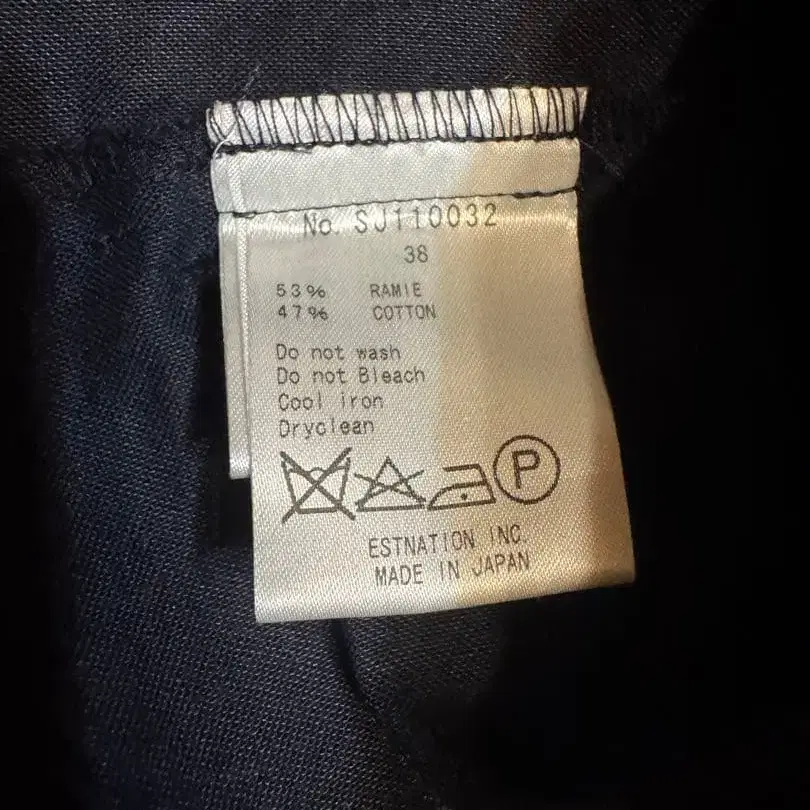 No. SJ110032
38
53% RAMIE
47% COTTON
Do not wash
Do not Bleach
Cool iron
Dryclean
P
ESTNATION INC.
MADE IN JAPAN